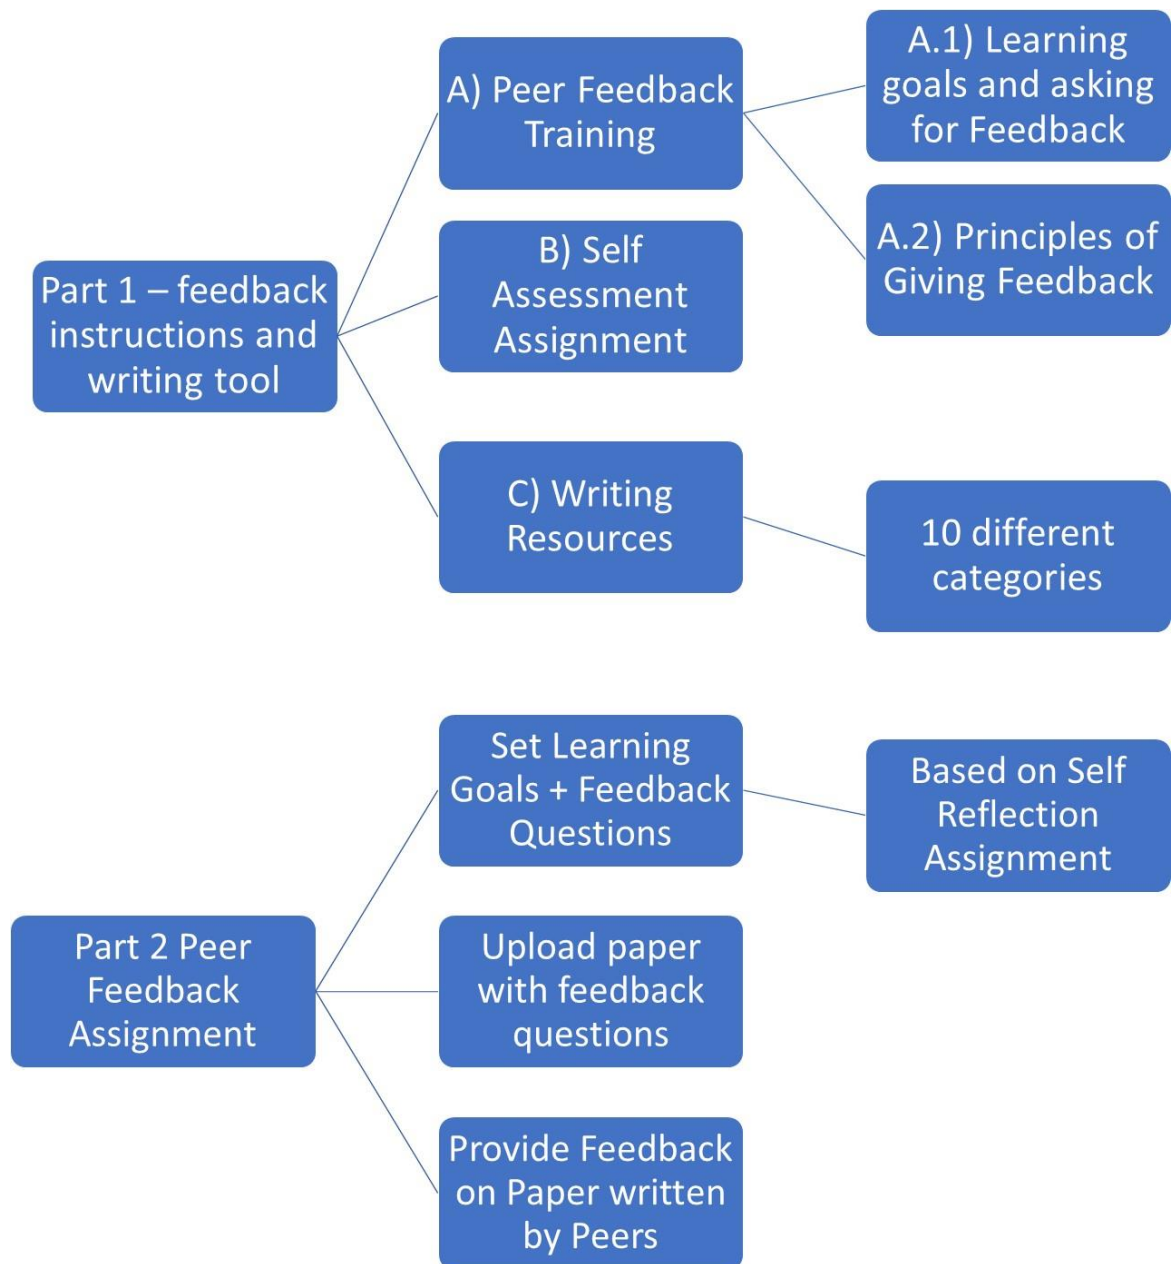 Part 1 – feedback
instructions and
writing tool
A) Peer Feedback
Training
A.1) Learning
goals and asking
for Feedback
A.2) Principles of
Giving Feedback
B) Self
Assessment
Assignment
C) Writing
Resources
10 different
categories
Part 2 Peer
Feedback
Assignment
Set Learning
Goals + Feedback
Questions
Based on Self
Reflection
Assignment
Upload paper
with feedback
questions
Provide Feedback
on Paper written
by Peers